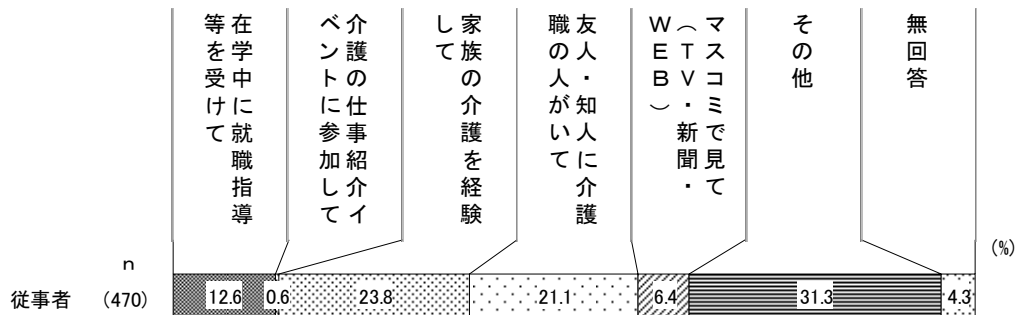 在学中に就職指導
等を受けて
介護の仕事紹介イ
ベントに参加して
家族の介護を経験
して
友人・知人に介護
職の人がいて
マスコミで見て
（ＴＶ・新聞・
ＷＥＢ）
その他
無回答
(%)
n
従事者 (470) 12.6 0.6 23.8 21.1 6.4 31.3 4.3